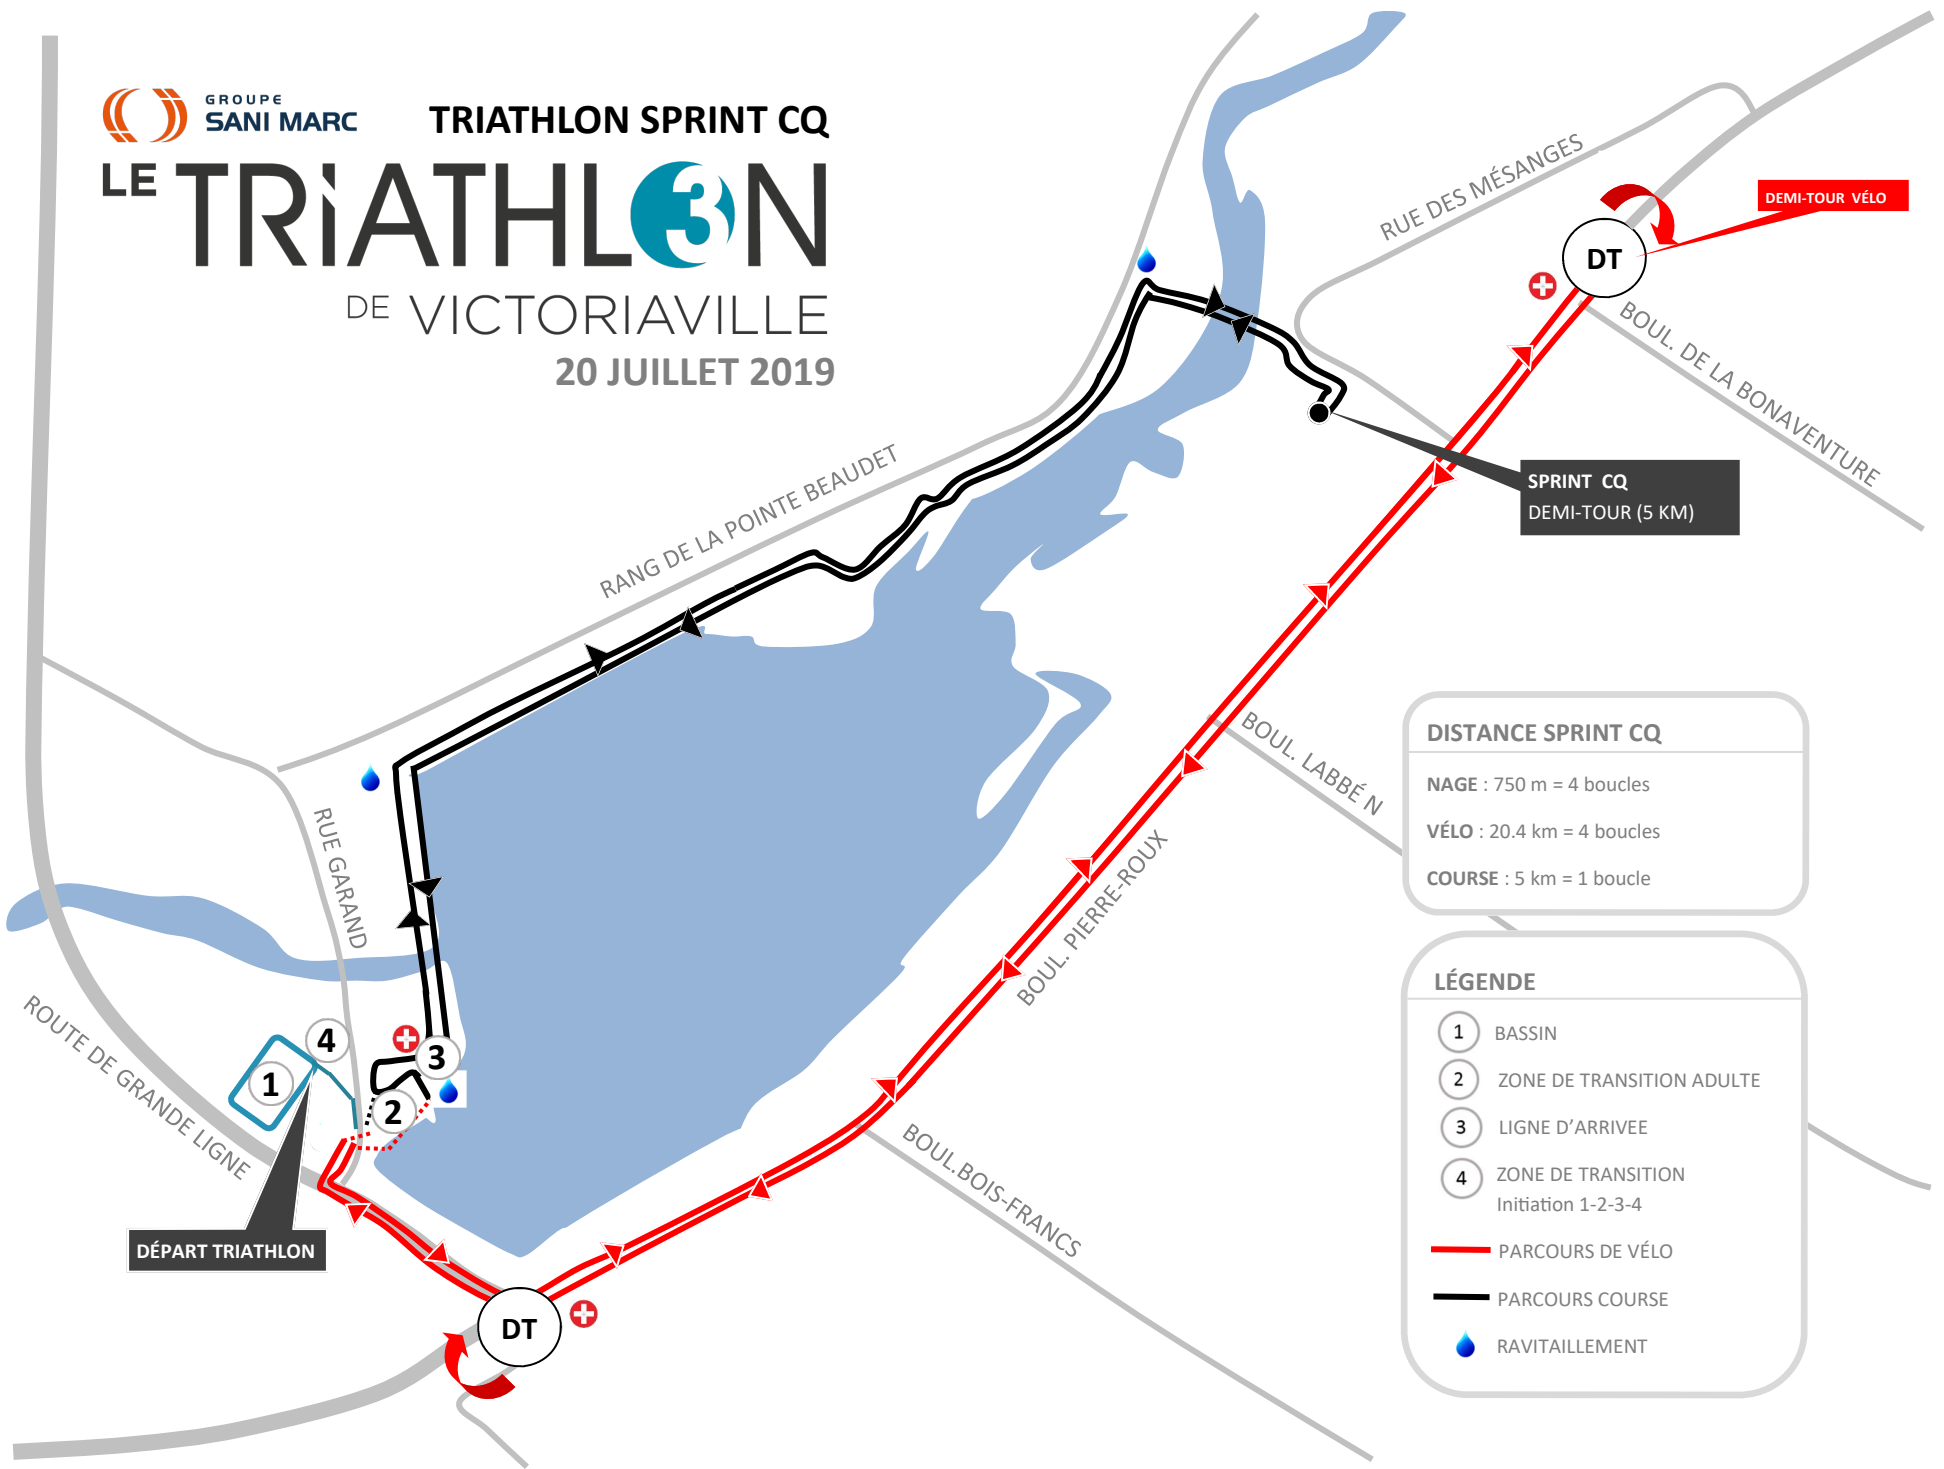 GROUPE
SANI MARC
TRIATHLON SPRINT CQ
LE TRiATHL3N
DE VICTORIAVILLE
20 JUILLET 2019
RUE DES MÉSANGES
DEMI-TOUR VÉLO
DT
BOUL. DE LA BONAVENTURE
RANG DE LA POINTE BEAUDET
SPRINT CQ
DEMI-TOUR (5 KM)
BOUL. LABBÉ N
BOUL. PIERRE-ROUX
RUE GARAND
ROUTE DE GRANDE LIGNE
4
3
1
2
BOUL.BOIS-FRANCS
DÉPART TRIATHLON
DT
DISTANCE SPRINT CQ
NAGE : 750 m = 4 boucles
VÉLO : 20.4 km = 4 boucles
COURSE : 5 km = 1 boucle
LÉGENDE
1 BASSIN
2 ZONE DE TRANSITION ADULTE
3 LIGNE D'ARRIVEE
4 ZONE DE TRANSITION
Initiation 1-2-3-4
PARCOURS DE VÉLO
PARCOURS COURSE
RAVITAILLEMENT